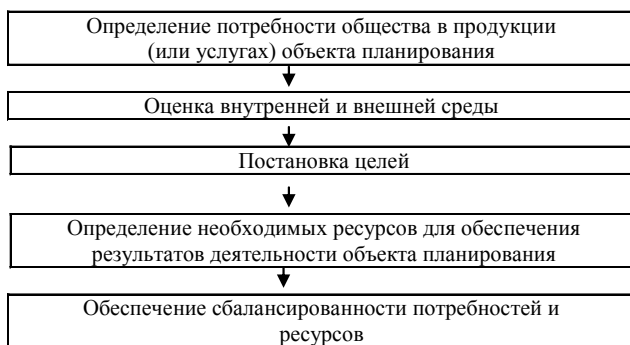 Определение потребности общества в продукции
(или услугах) объекта планирования
Оценка внутренней и внешней среды
Постановка целей
Определение необходимых ресурсов для обеспечения
результатов деятельности объекта планирования
Обеспечение сбалансированности потребностей и
ресурсов